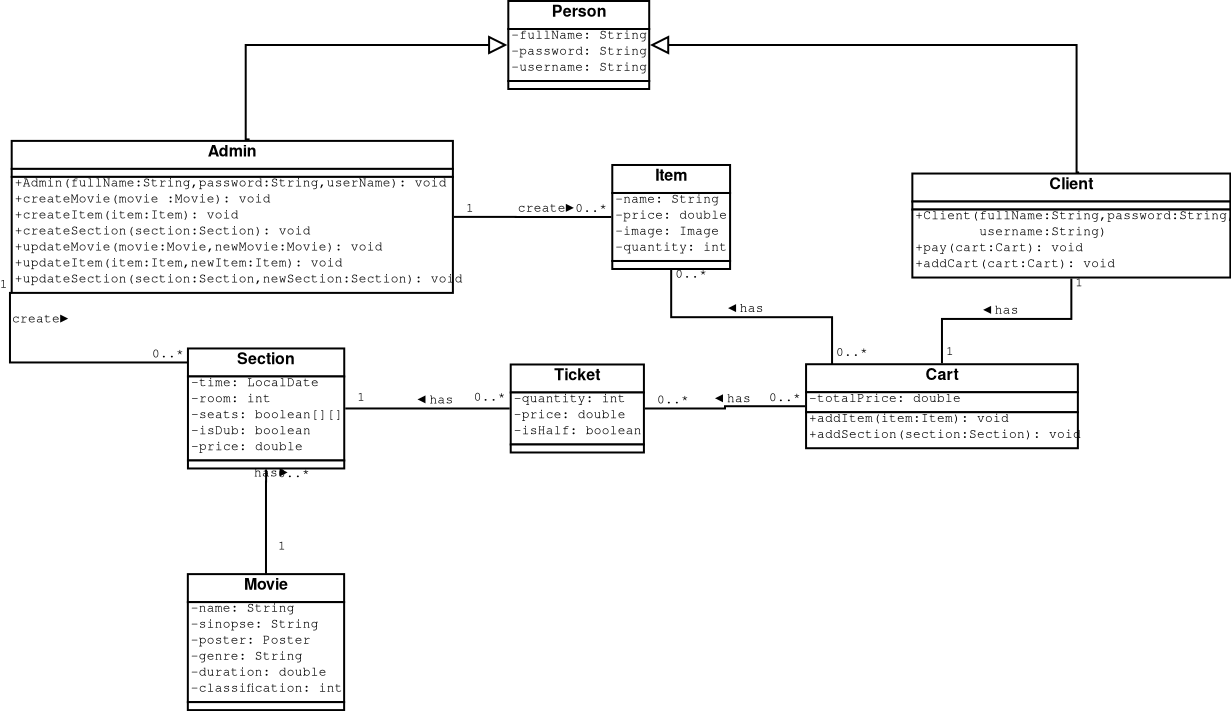 Person
-fullName: String
-password: String
-username: String
Admin
+Admin(fullName:String,password:String,userName): void
+createMovie(movie :Movie): void
+createItem(item:Item): void
+createSection(section:Section): void
+updateMovie(movie:Movie,newMovie:Movie): void
+updateItem(item:Item,newItem:Item): void
+updateSection(section:Section,newSection:Section): void
1
create►
0..*
Item
-name: String
-price: double
-image: Image
-quantity: int
0..*
Client
+Client(fullName:String,password:String,
username:String)
+pay(cart:Cart): void
+addCart(cart:Cart): void
1
◄has
1
◄has
0..*
1
create►
0..*
Section
-time: LocalDate
-room: int
-seats: boolean[][]
-isDub: boolean
-price: double
1
◄has
0..*
Ticket
-quantity: int
-price: double
-isHalf: boolean
0..*
◄has
0..*
Cart
-totalPrice: double
+addItem(item:Item): void
+addSection(section:Section): void
has►
0..*
1
Movie
-name: String
-sinopse: String
-poster: Poster
-genre: String
-duration: double
-classification: int